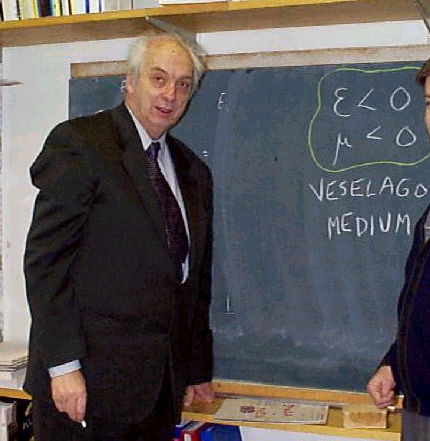 E
ε < 0
μ < 0
VESELAGO
MEDIUM